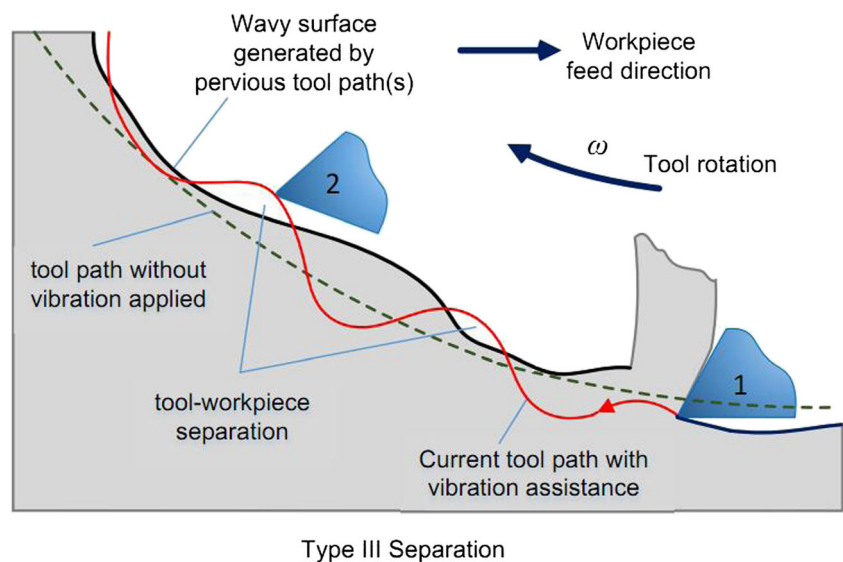 Wavy surface
generated by
pervious tool path(s)
Workpiece
feed direction
ω
Tool rotation
2
tool path without
vibration applied
1
tool-workpiece
separation
Current tool path with
vibration assistance
Type III Separation